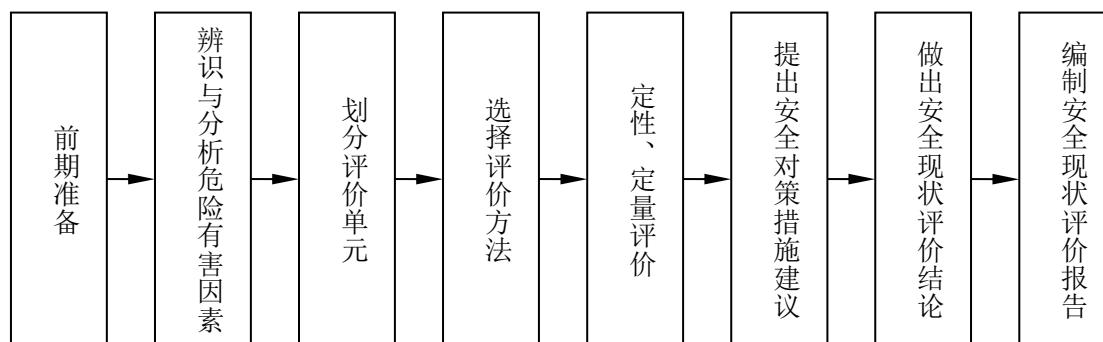 前期准备
辨识与分析危险有害因素
划分评价单元
选择评价方法
定性、定量评价
提出安全对策措施建议
做出安全现状评价结论
编制安全现状评价报告